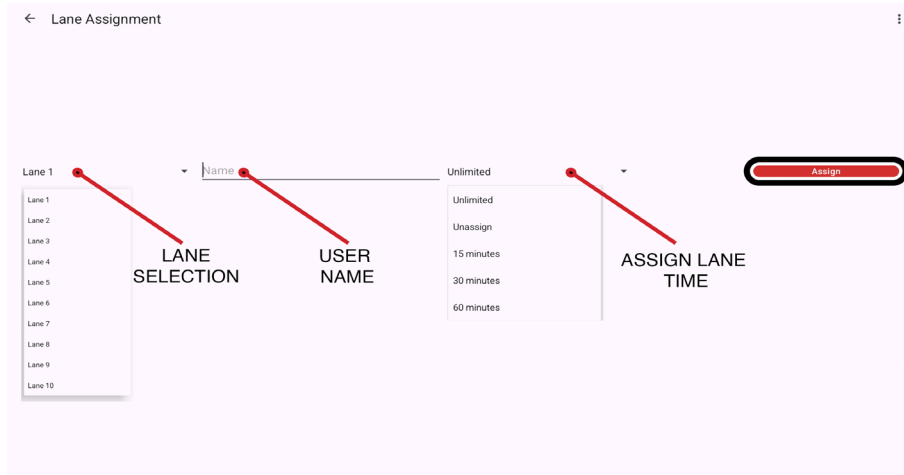 Lane Assignment
Lane 1
Name
Unlimited
Assign
Lane 1
Lane 2
Lane 3
Lane 4
Lane 5
Lane 6
Lane 7
Lane 8
Lane 9
Lane 10
LANE
SELECTION
USER
NAME
Unlimited
Unassign
15 minutes
30 minutes
60 minutes
ASSIGN LANE
TIME